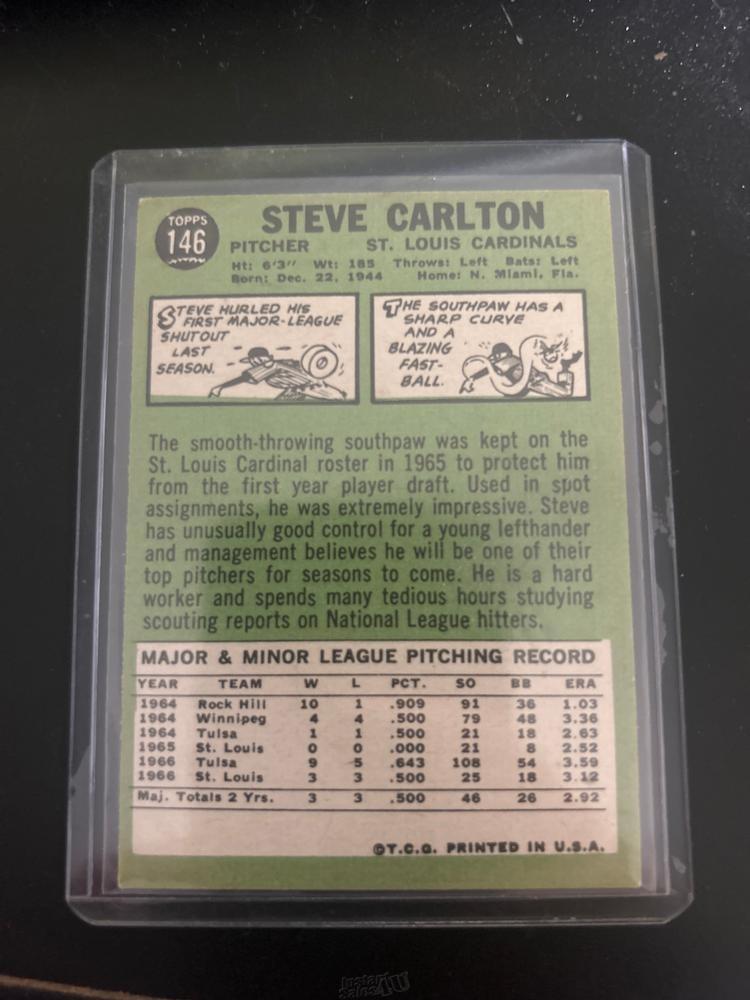 TOPPS
146
STEVE CARLTON
PITCHER ST. LOUIS CARDINALS
Ht: 6'3" Wt: 185 Throws: Left Bats: Left
Born: Dec. 22, 1944 Home: N. Miami, Fla.
STEVE HURLED HIS
FIRST MAJOR-LEAGUE
SHUTOUT
LAST
SEASON.
THE SOUTHPAW HAS A
SHARP CURVE
AND A
BLAZING
FAST-
BALL.
The smooth-throwing southpaw was kept on the
St. Louis Cardinal roster in 1965 to protect him
from the first year player draft. Used in spot
assignments, he was extremely impressive. Steve
has unusually good control for a young lefthander
and management believes he will be one of their
top pitchers for seasons to come. He is a hard
worker and spends many tedious hours studying
scouting reports on National League hitters.
MAJOR & MINOR LEAGUE PITCHING RECORD
YEAR TEAM W L PCT. SO BB ERA
1964 Rock Hill 10 1 .909 91 36 1.03
1964 Winnipeg 4 4 .500 79 48 3.36
1964 Tulsa 1 1 .500 21 18 2.63
1965 St. Louis 0 0 .000 21 8 2.52
1966 Tulsa 9 5 .643 108 54 3.59
1966 St. Louis 3 3 .500 25 18 3.12
Maj. Totals 2 Yrs. 3 3 .500 46 26 2.92
©T.C.G. PRINTED IN U.S.A.